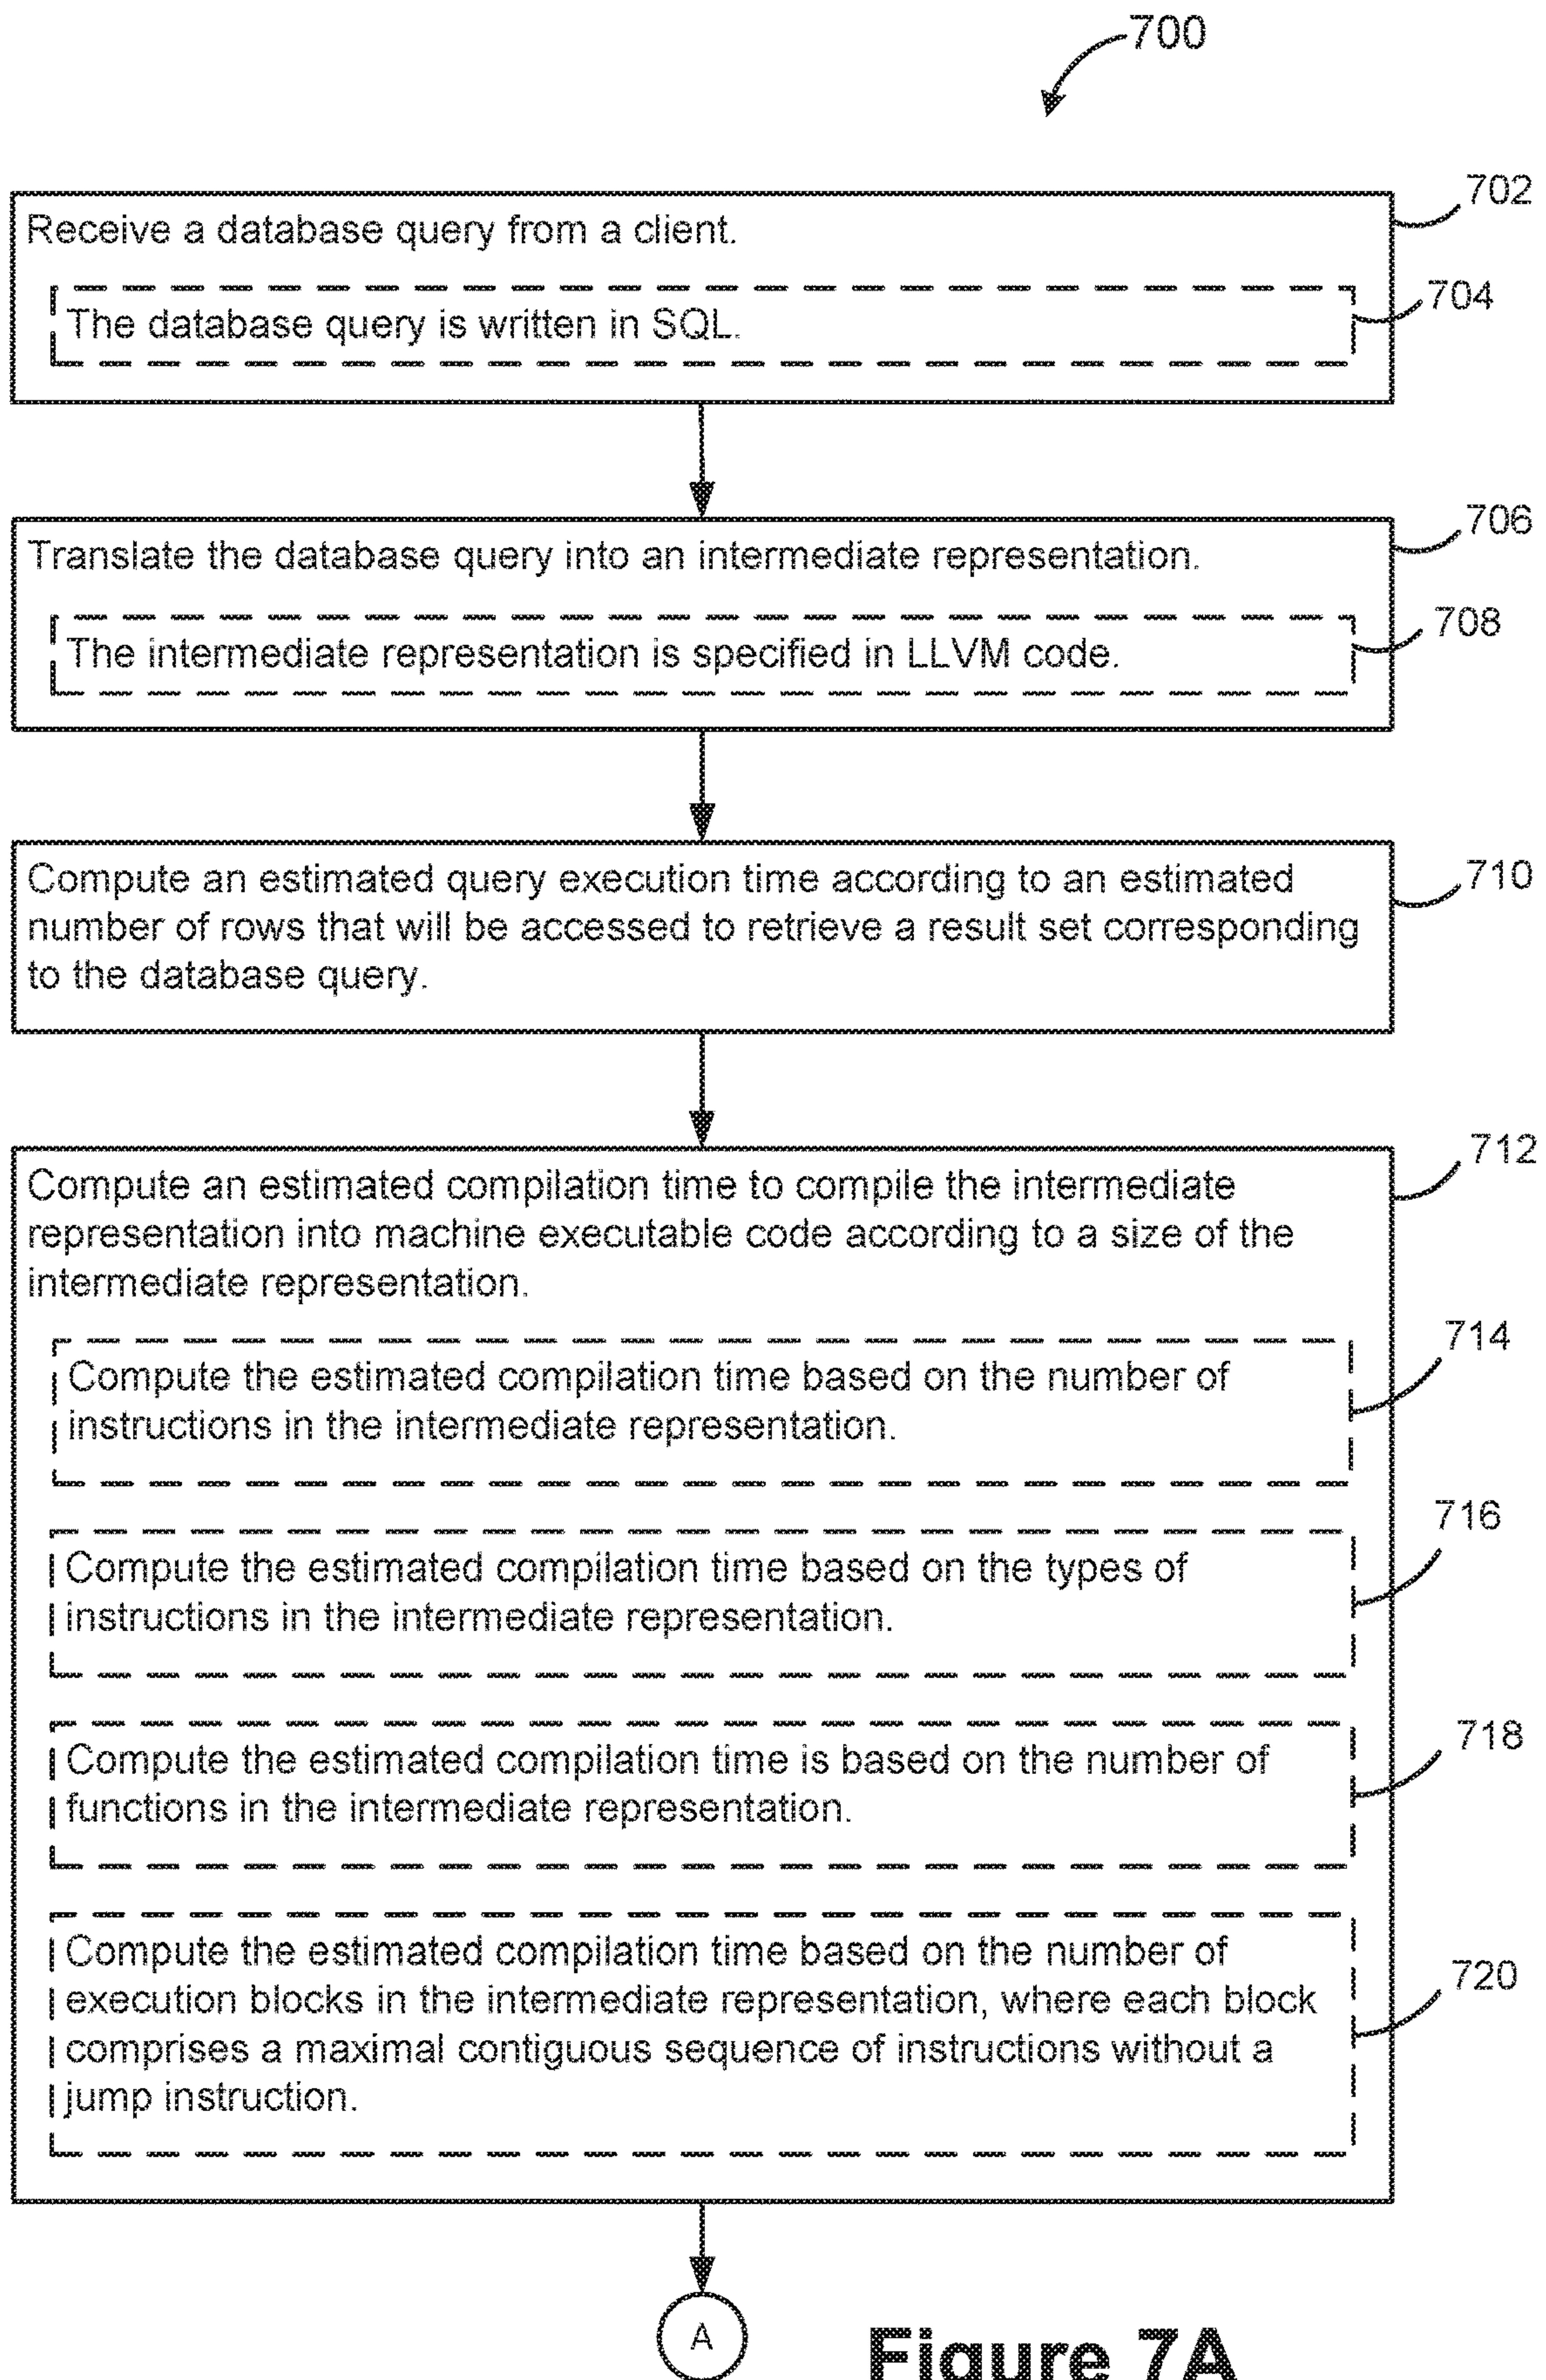 700
702
Receive a database query from a client.
704
The database query is written in SQL.
706
Translate the database query into an intermediate representation.
708
The intermediate representation is specified in LLVM code.
710
Compute an estimated query execution time according to an estimated
number of rows that will be accessed to retrieve a result set corresponding
to the database query.
712
Compute an estimated compilation time to compile the intermediate
representation into machine executable code according to a size of the
intermediate representation.
714
Compute the estimated compilation time based on the number of
instructions in the intermediate representation.
716
Compute the estimated compilation time based on the types of
instructions in the intermediate representation.
718
Compute the estimated compilation time is based on the number of
functions in the intermediate representation.
720
Compute the estimated compilation time based on the number of
execution blocks in the intermediate representation, where each block
comprises a maximal contiguous sequence of instructions without a
jump instruction.
A
Figure 7A